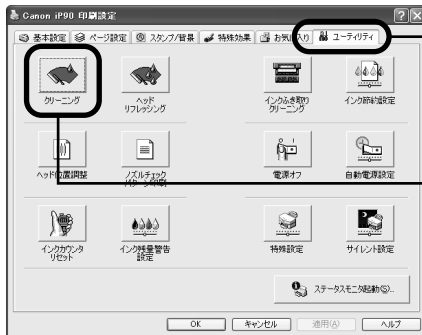 Canon iP90 印刷設定
基本設定 ページ設定 スタンプ/背景 特殊効果 お気に入り ユーティリティ
クリーニング
ヘッド
リフレッシング
インクふき取り
クリーニング
インク節約設定
ヘッド位置調整
ノズルチェック
パターン印刷
電源オフ
自動電源設定
インクカウンタ
リセット
インク残量警告
設定
特殊設定
サイレント設定
ステータスモニタ起動(S)...
OK キャンセル 適用(A) ヘルプ